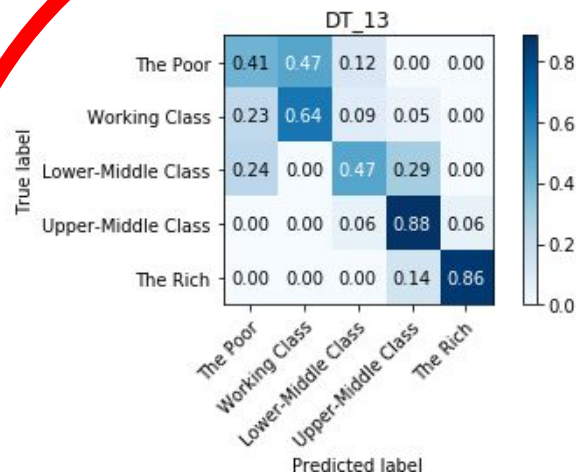 DT_13
The Poor 0.41 0.47 0.12 0.00 0.00
Working Class 0.23 0.64 0.09 0.05 0.00
Lower-Middle Class 0.24 0.00 0.47 0.29 0.00
Upper-Middle Class 0.00 0.00 0.06 0.88 0.06
The Rich 0.00 0.00 0.00 0.14 0.86
True label
The Poor
Working Class
Lower-Middle Class
Upper-Middle Class
The Rich
Predicted label
0.8
0.6
0.4
0.2
0.0